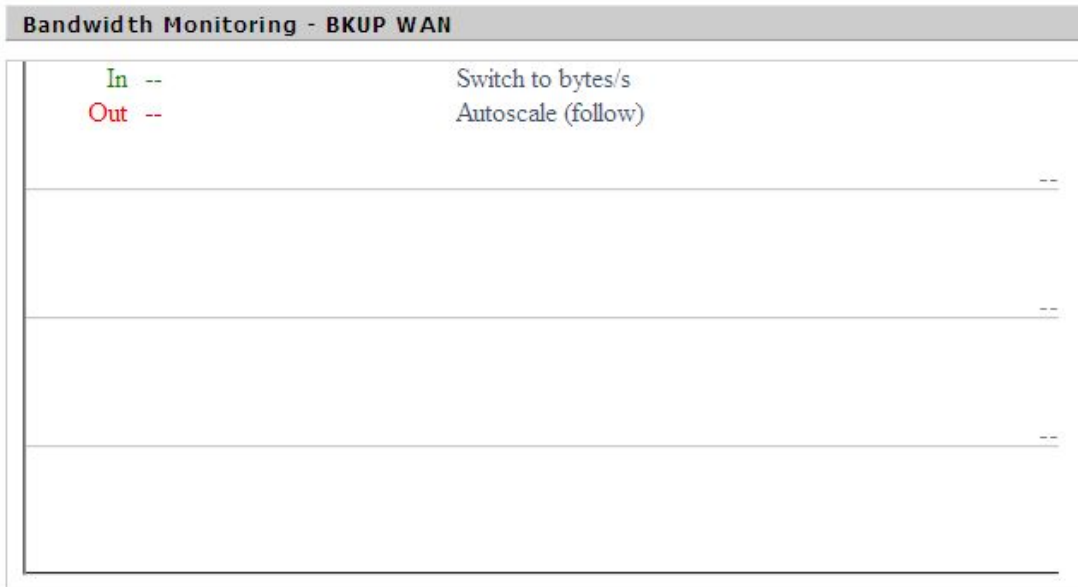 Bandwidth Monitoring - BKUP WAN
In -- Switch to bytes/s
Out -- Autoscale (follow)
--
--
--